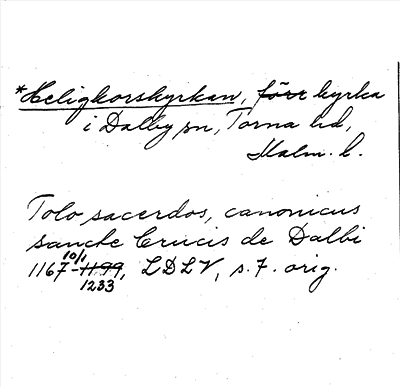 *Heligkorskyrkan, förr kyrka
i Dalby sn, Torna hd,
Malm. l.
Tolo sacerdos, canonicus
sancte Crucis de Dalbi
1167 10/1 - 1199, LDLV, s. 7. orig.
1233